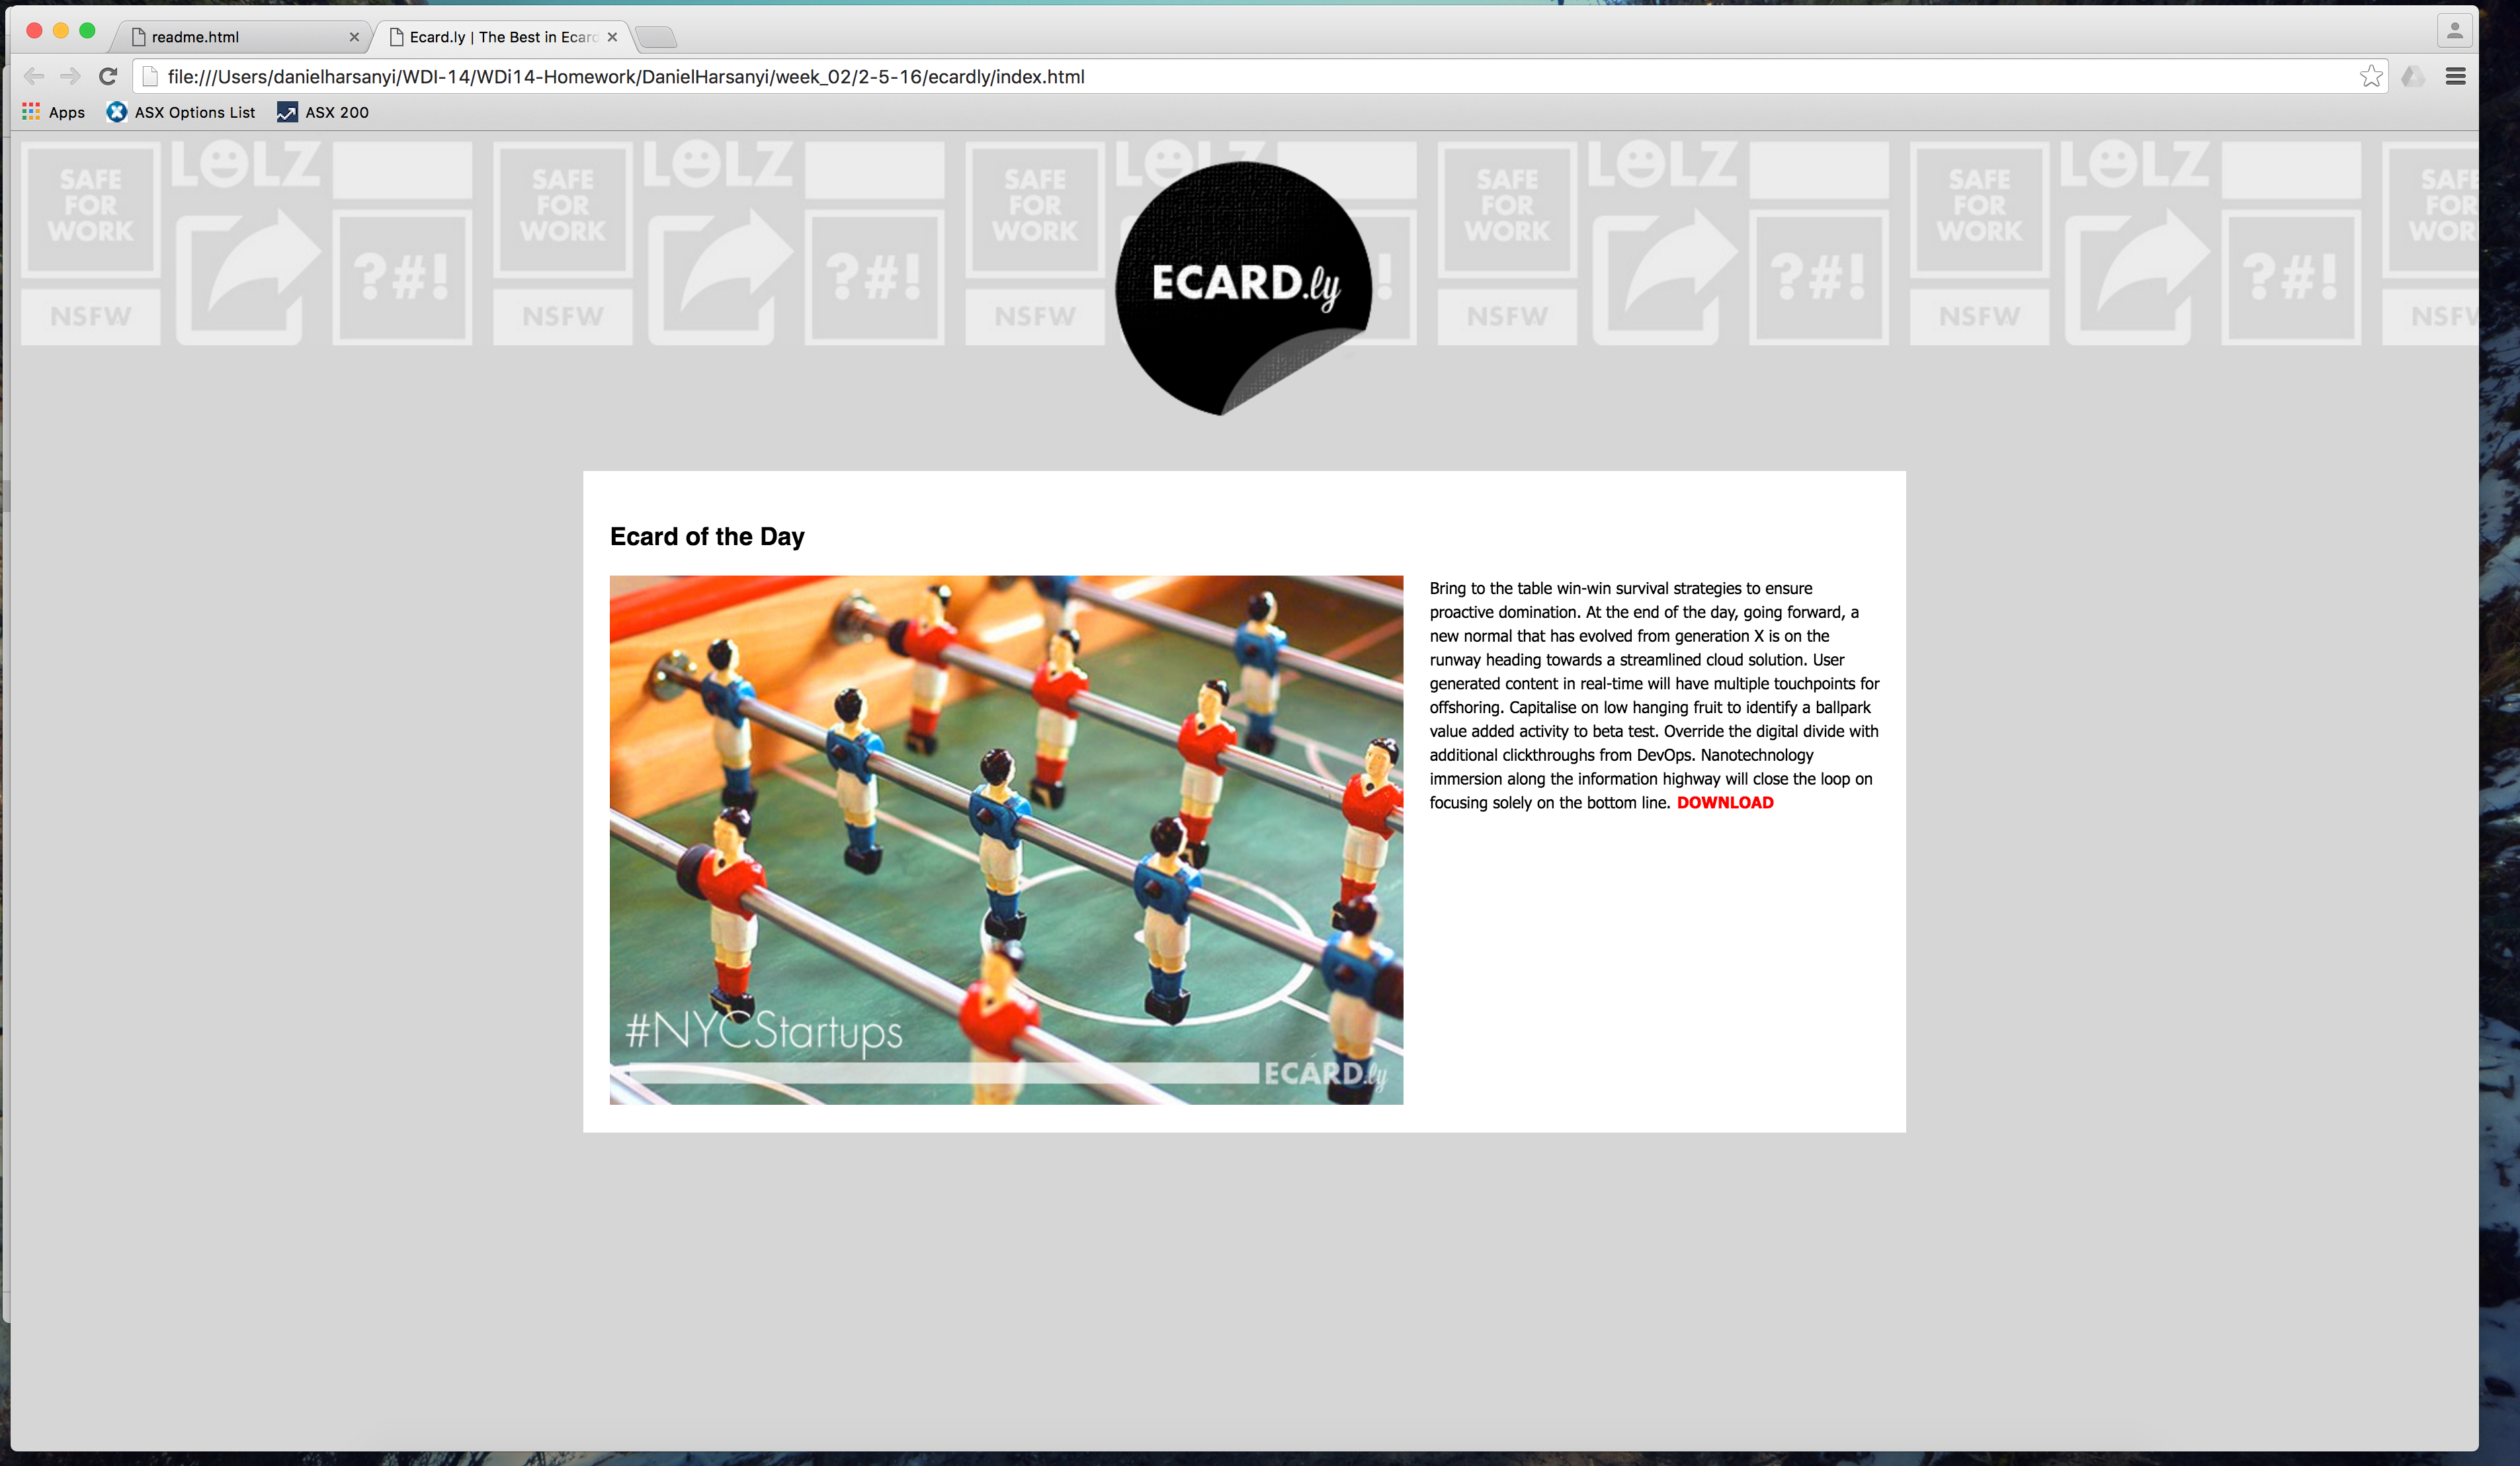 readme.html
Ecard.ly | The Best in Ecard
file:///Users/danielharsanyi/WDI-14/WDi14-Homework/DanielHarsanyi/week_02/2-5-16/ecardly/index.html
Apps ASX Options List ASX 200
SAFE FOR WORK NSFW LOLZ ?#!
SAFE FOR WORK NSFW LOLZ ?#!
SAFE FOR WORK NSFW LOLZ !
SAFE FOR WORK NSFW LOLZ ?#!
SAFE FOR WORK NSFW LOLZ ?#!
SAFE FOR WOR NSFV
ECARD.ly
Ecard of the Day
Bring to the table win-win survival strategies to ensure
proactive domination. At the end of the day, going forward, a
new normal that has evolved from generation X is on the
runway heading towards a streamlined cloud solution. User
generated content in real-time will have multiple touchpoints for
offshoring. Capitalise on low hanging fruit to identify a ballpark
value added activity to beta test. Override the digital divide with
additional clickthroughs from DevOps. Nanotechnology
immersion along the information highway will close the loop on
focusing solely on the bottom line. DOWNLOAD
#NYCStartups
ECARD.ly